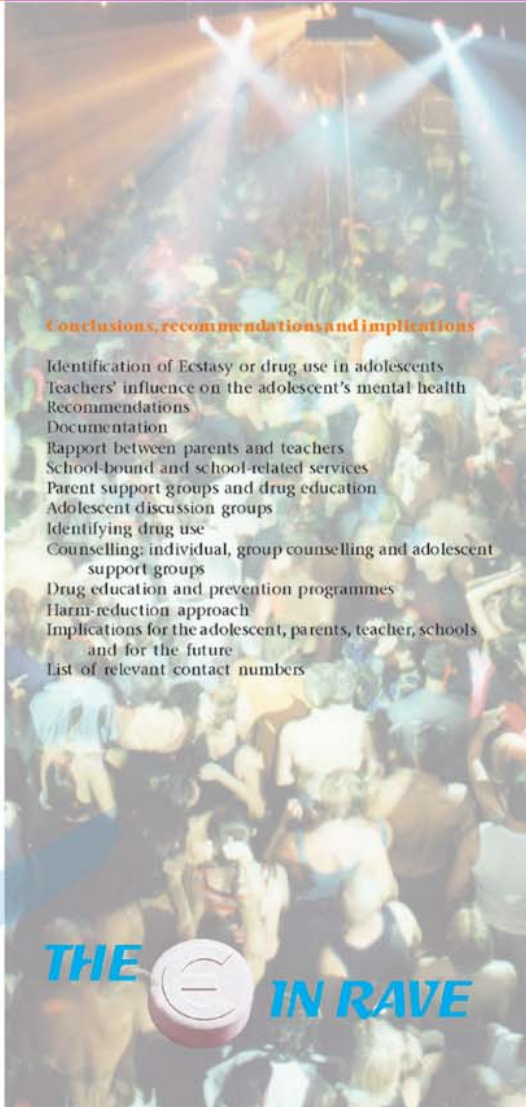 Conclusions, recommendations and implications
Identification of Ecstasy or drug use in adolescents
Teachers' influence on the adolescent's mental health
Recommendations
Documentation
Rapport between parents and teachers
School-bound and school-related services
Parent support groups and drug education
Adolescent discussion groups
Identifying drug use
Counselling: individual, group counselling and adolescent
support groups
Drug education and prevention programmes
Harm-reduction approach
Implications for the adolescent, parents, teacher, schools
and for the future
List of relevant contact numbers
THE E IN RAVE